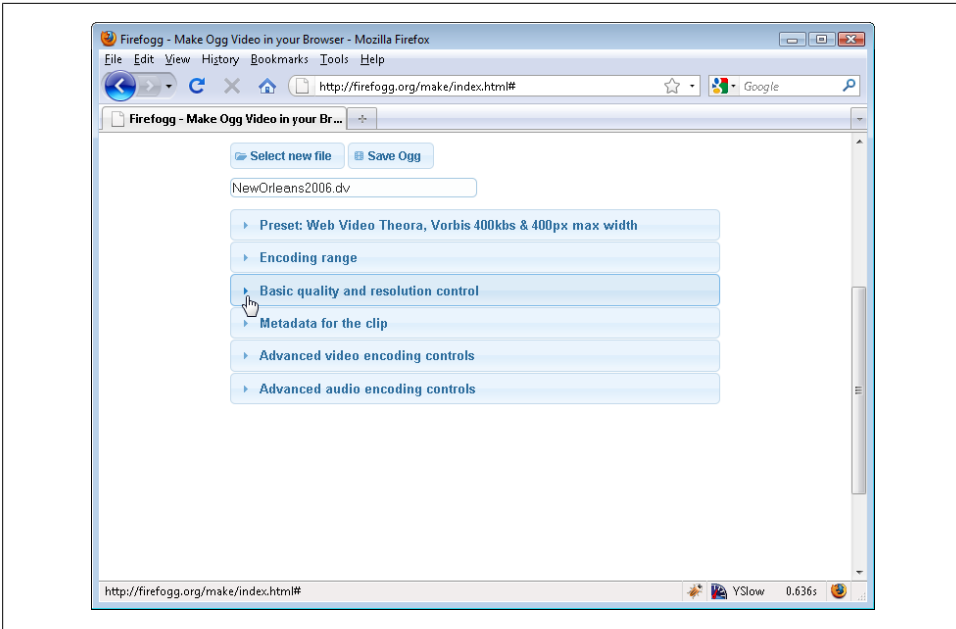 Firefogg - Make Ogg Video in your Browser - Mozilla Firefox
File Edit View History Bookmarks Tools Help
http://firefogg.org/make/index.html# Google
Firefogg - Make Ogg Video in your Br...
Select new file Save Ogg
NewOrleans2006.dv
Preset: Web Video Theora, Vorbis 400kbs & 400px max width
Encoding range
Basic quality and resolution control
Metadata for the clip
Advanced video encoding controls
Advanced audio encoding controls
http://firefogg.org/make/index.html# YSlow 0.636s